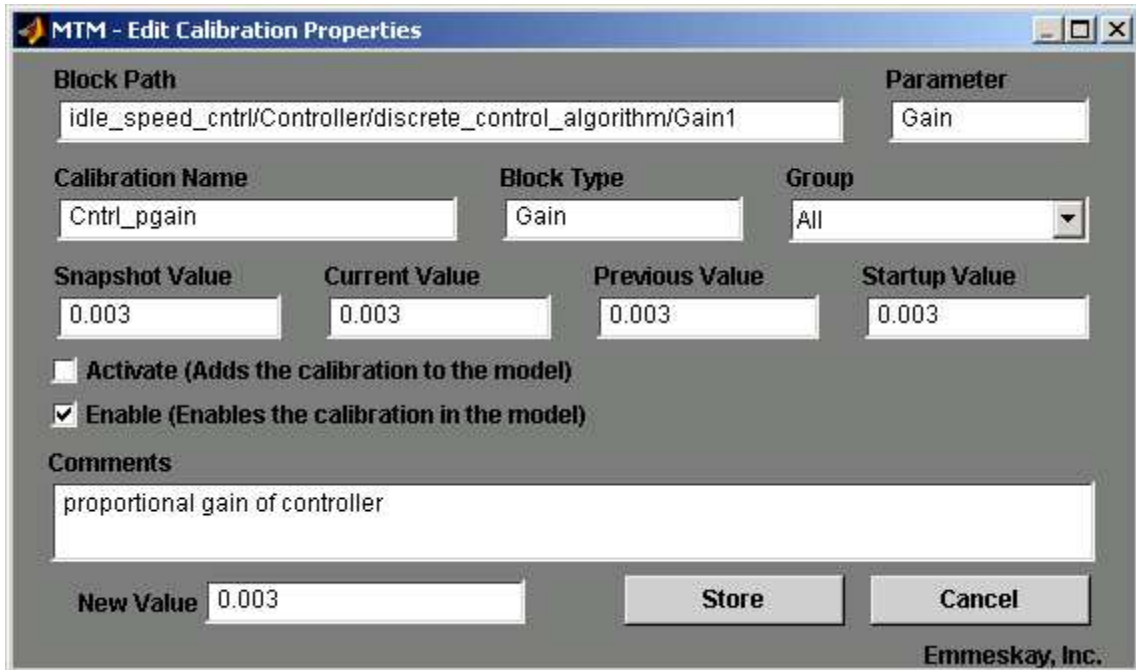 MTM - Edit Calibration Properties
Block Path
Parameter
idle_speed_cntrl/Controller/discrete_control_algorithm/Gain1
Gain
Calibration Name
Block Type
Group
Cntrl_pgain
Gain
All
Snapshot Value
Current Value
Previous Value
Startup Value
0.003
0.003
0.003
0.003
Activate (Adds the calibration to the model)
Enable (Enables the calibration in the model)
Comments
proportional gain of controller
New Value
0.003
Store
Cancel
Emmeskay, Inc.